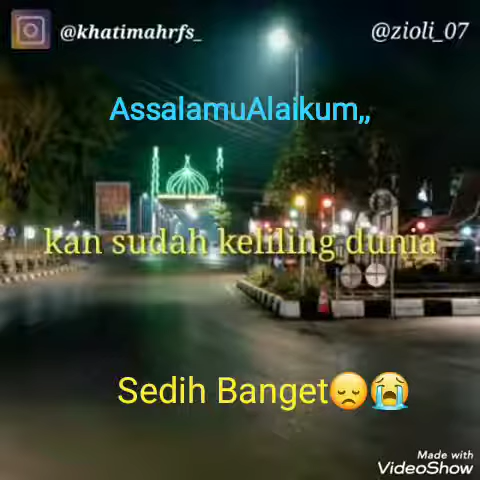 @khatimahrfs_
@zioli_07
AssalamuAlaikum,,
kan sudah keliling dunia
Sedih Banget😞😭
Made with
VideoShow